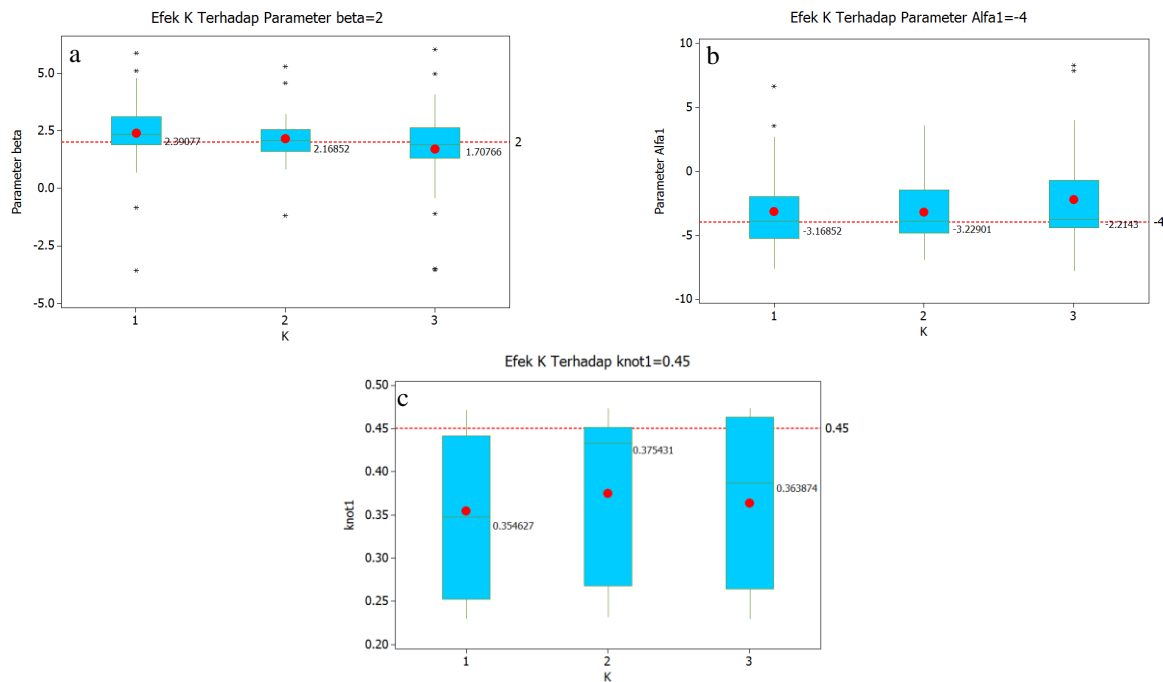 Efek K Terhadap Parameter beta=2
a
5.0
2.5
0.0
-2.5
-5.0
Parameter beta
2.39077
2.16852
1.70766
2
1 2 3
K
Efek K Terhadap Parameter Alfa1=-4
b
10
5
0
-5
-10
Parameter Alfa1
-3.16852
-3.22901
-2.2143
-4
1 2 3
K
Efek K Terhadap knot1=0.45
c
0.50
0.45
0.40
0.35
0.30
0.25
0.20
knot1
0.354627
0.375431
0.363874
0.45
1 2 3
K